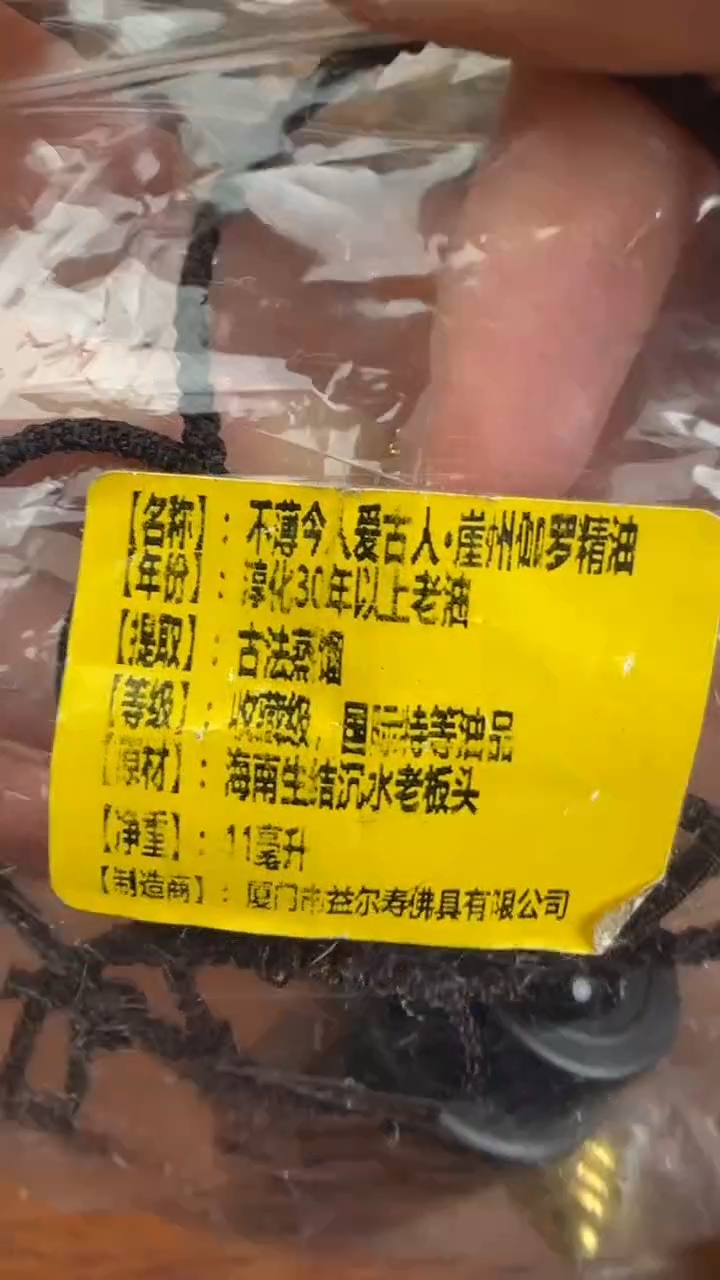 【名称】：不薄今人爱古人·崖州伽罗精油
【年份】：淳化30年以上老油
【提取】：古法蒸馏
【等级】：收藏级，国际特等油品
【原材】：海南生结沉水老板头
【净重】：11毫升
【制造商】：厦门市益尔寿佛具有限公司